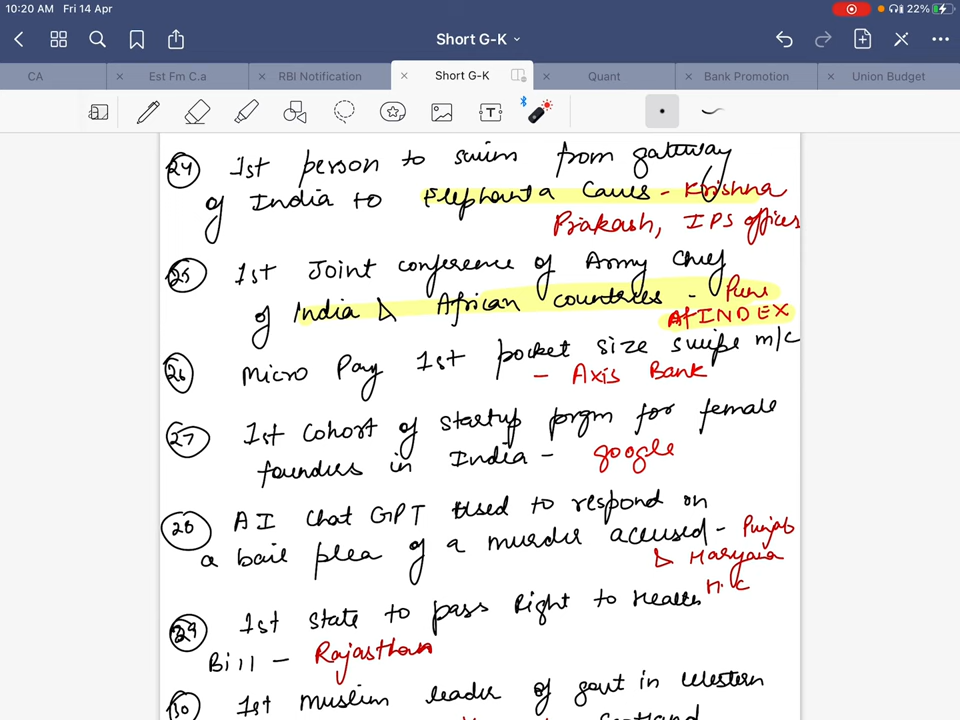 10:20 AM Fri 14 Apr
22%
Short G-K
CA
Est Fm C.a
RBI Notification
Short G-K
Quant
Bank Promotion
Union Budget
24 1st person to swim from gateway
of India to Elephanta Caves - Krishna
Prakash, IPS officer
25 1st Joint conference of Army Chief
of India & African countries - Pune
AFINDEX
26 Micro Pay 1st pocket size swipe m/c
- Axis Bank
27 1st cohort of startup prgm for female
founders in India - google
28 AI Chat GPT used to respond on
a bail plea of a murder accused - Punjab
& Haryana
H.C
29 1st state to pass Right to Health
Bill - Rajasthan
30 1st muslim leader of govt in western
Scotland